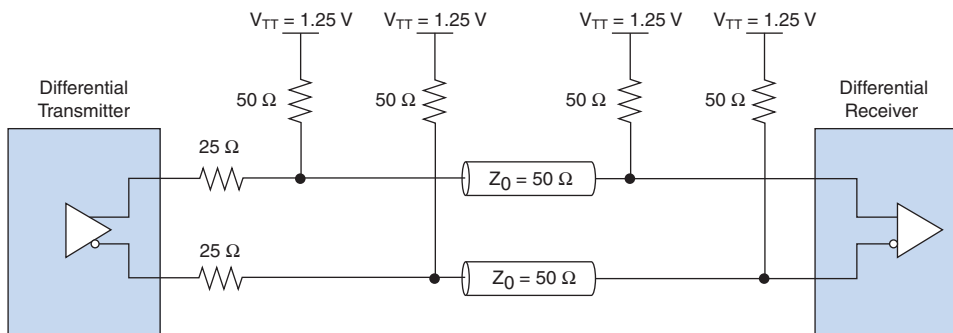 V_TT = 1.25 V V_TT = 1.25 V V_TT = 1.25 V V_TT = 1.25 V
Differential
Transmitter
50 Ω 50 Ω 50 Ω 50 Ω
Differential
Receiver
25 Ω
Z_0 = 50 Ω
25 Ω
Z_0 = 50 Ω